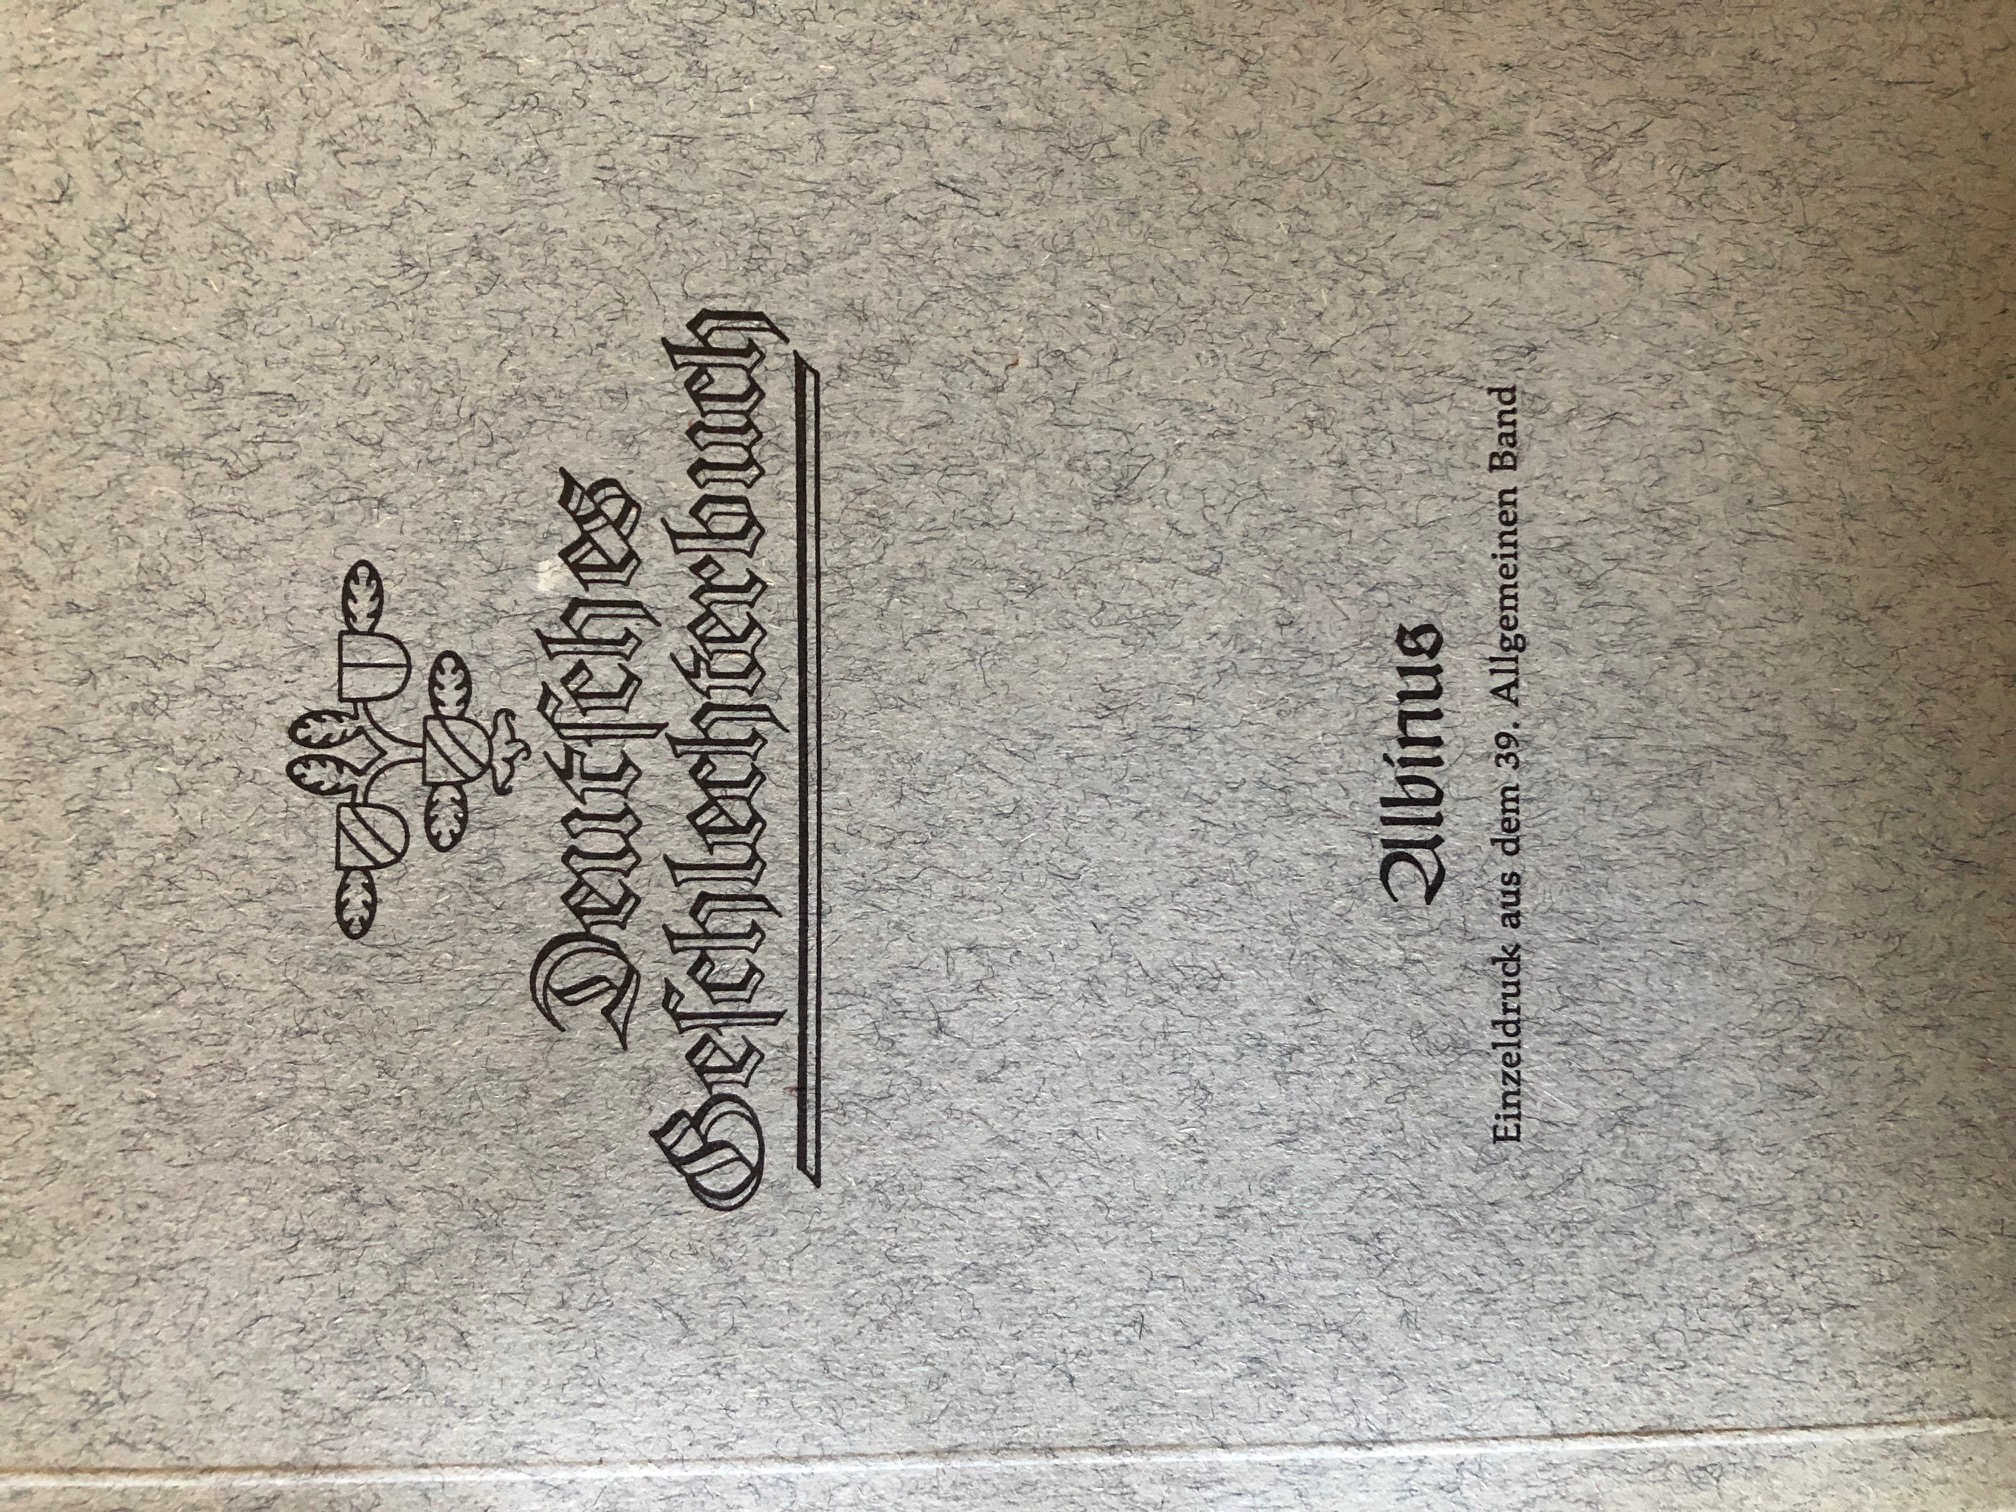 Deutſches
Geſchlechterbuch
Albinus
Einzeldruck aus dem 39. Allgemeinen Band